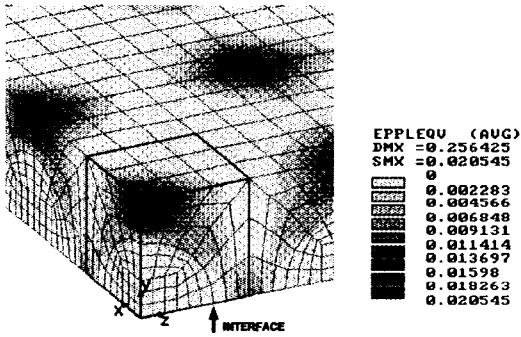 EPPLEQV (AVG)
DMX =0.256425
SMX =0.020545
0
0.002283
0.004566
0.006848
0.009131
0.011414
0.013697
0.01598
0.018263
0.020545
Y
X
Z
INTERFACE